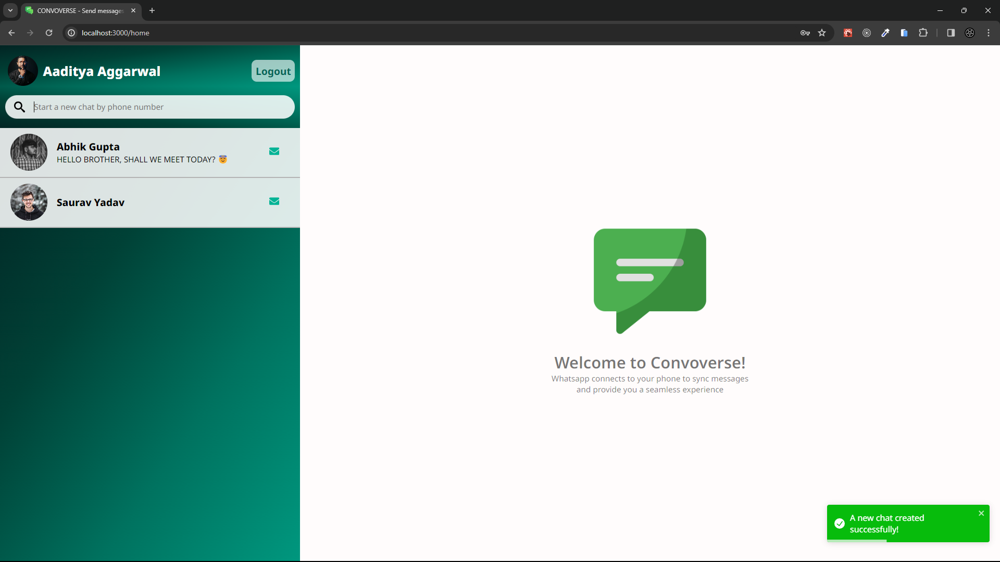 CONVOVERSE - Send messages
localhost:3000/home
Aaditya Aggarwal
Logout
Start a new chat by phone number
Abhik Gupta
HELLO BROTHER, SHALL WE MEET TODAY? 😇
Saurav Yadav
Welcome to Convoverse!
Whatsapp connects to your phone to sync messages
and provide you a seamless experience
A new chat created
successfully!